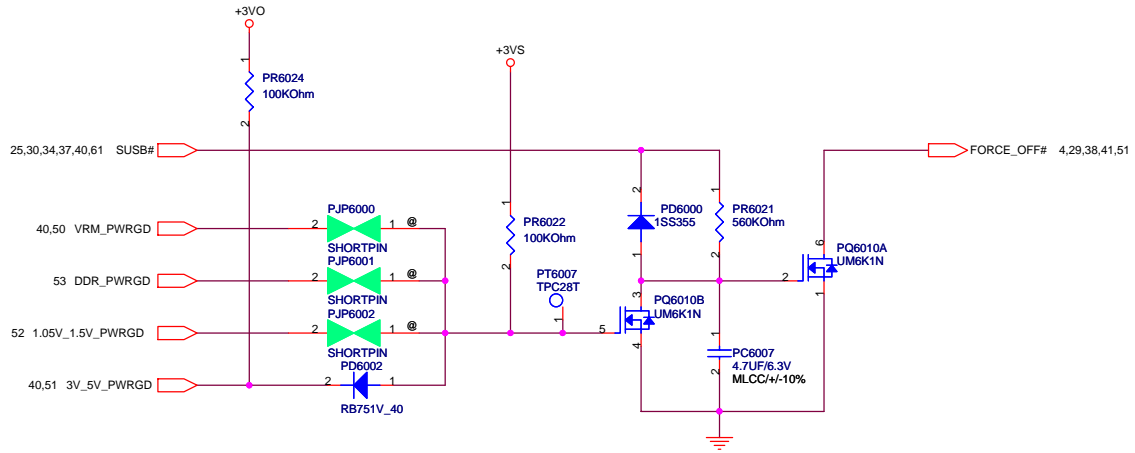 +3VO
1
PR6024
100KOhm
2
+3VS
25,30,34,37,40,61 SUSB#
FORCE_OFF# 4,29,38,41,51
2
PD6000
1SS355
1
1
PR6021
560KOhm
2
PJP6000
2 1 @
SHORTPIN
40,50 VRM_PWRGD
1
PR6022
100KOhm
2
6
PQ6010A
UM6K1N
2
1
PJP6001
2 1 @
SHORTPIN
53 DDR_PWRGD
PT6007
TPC28T
1
3
PQ6010B
UM6K1N
5
4
PJP6002
2 1 @
SHORTPIN
52 1.05V_1.5V_PWRGD
1
PC6007
4.7UF/6.3V
2
MLCC/+/-10%
PD6002
2 1
RB751V_40
40,51 3V_5V_PWRGD